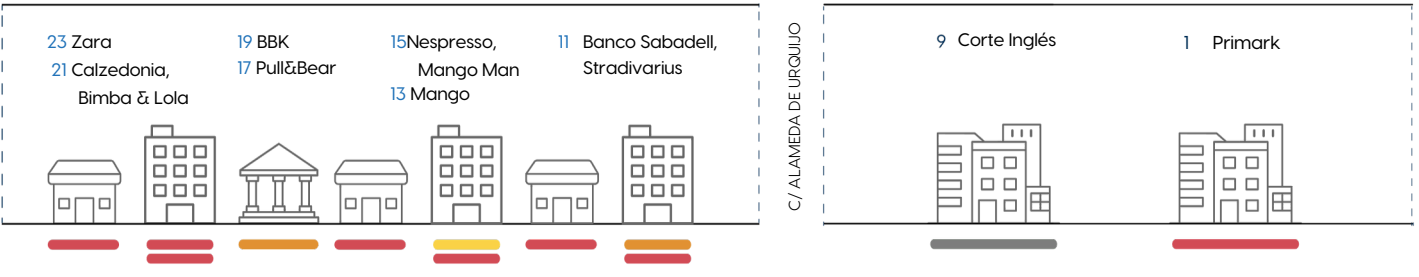 23 Zara
21 Calzedonia,
Bimba & Lola
19 BBK
17 Pull&Bear
15Nespresso,
Mango Man
13 Mango
11 Banco Sabadell,
Stradivarius
C/ ALAMEDA DE URQUIJO
9 Corte Inglés
1 Primark